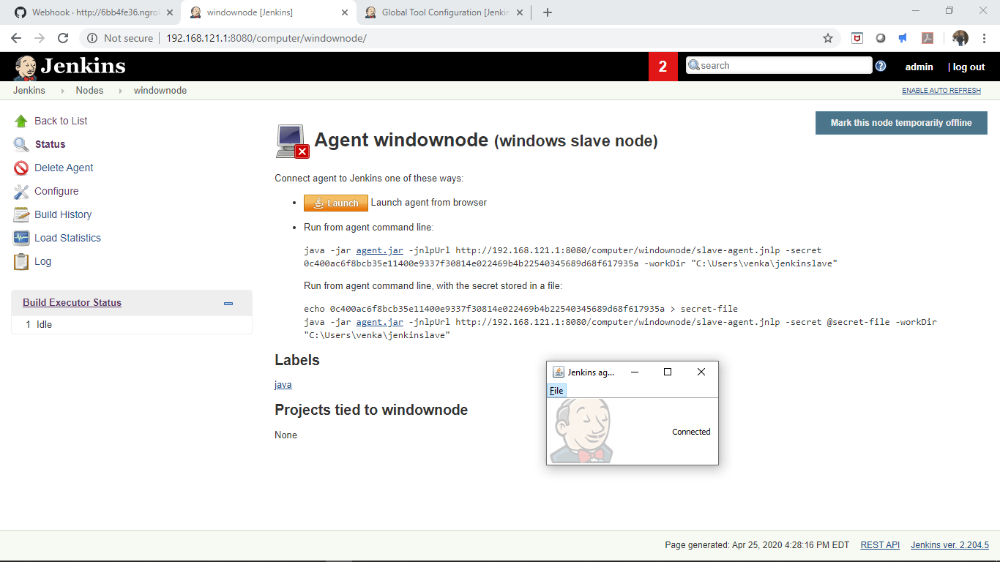 Webhook · http://6bb4fe36.ngro
windownode [Jenkins]
Global Tool Configuration [Jenkin
Not secure
192.168.121.1:8080/computer/windownode/
Jenkins
2
search
admin
| log out
Jenkins
Nodes
windownode
ENABLE AUTO REFRESH
Back to List
Status
Delete Agent
Configure
Build History
Load Statistics
Log
Build Executor Status
1 Idle
Mark this node temporarily offline
Agent windownode (windows slave node)
Connect agent to Jenkins one of these ways:
Launch Launch agent from browser
Run from agent command line:
java -jar agent.jar -jnlpUrl http://192.168.121.1:8080/computer/windownode/slave-agent.jnlp -secret
0c400ac6f8bcb35e11400e9337f30814e022469b4b22540345689d68f617935a -workDir "C:\Users\venka\jenkinslave"
Run from agent command line, with the secret stored in a file:
echo 0c400ac6f8bcb35e11400e9337f30814e022469b4b22540345689d68f617935a > secret-file
java -jar agent.jar -jnlpUrl http://192.168.121.1:8080/computer/windownode/slave-agent.jnlp -secret @secret-file -workDir
"C:\Users\venka\jenkinslave"
Labels
java
Projects tied to windownode
None
Jenkins ag...
File
Connected
Page generated: Apr 25, 2020 4:28:16 PM EDT
REST API
Jenkins ver. 2.204.5